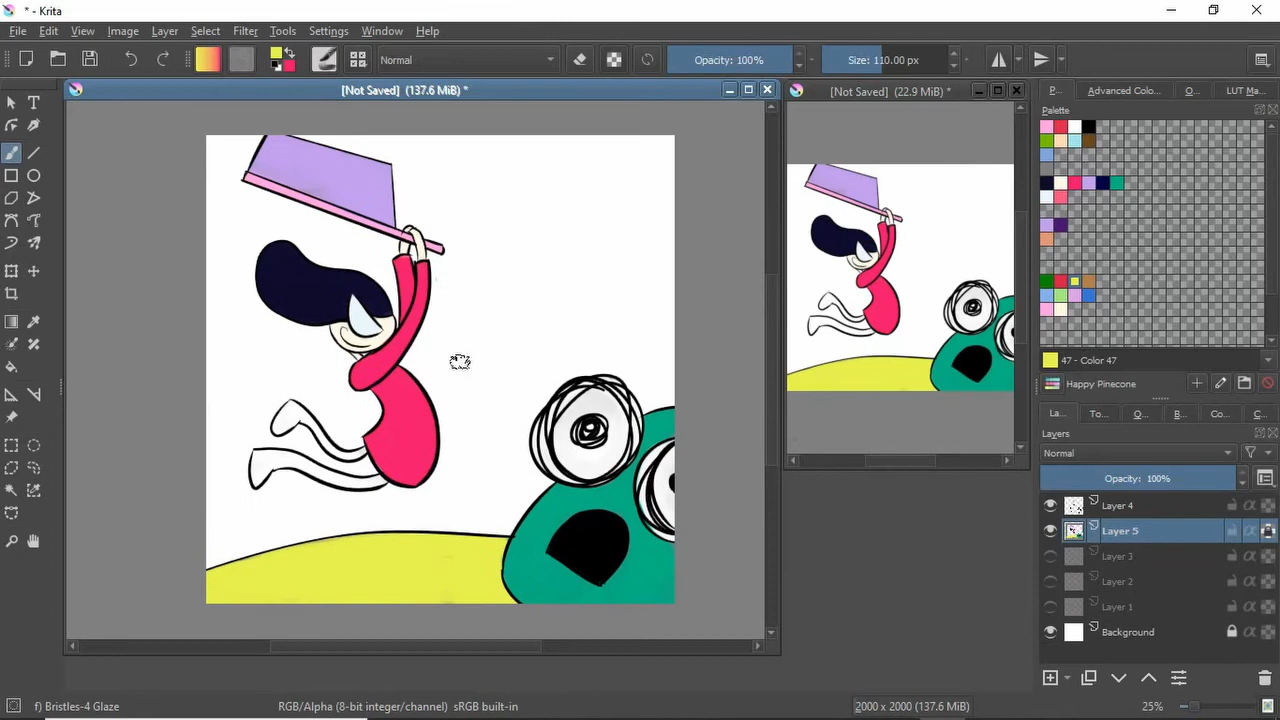 * - Krita
File Edit View Image Layer Select Filter Tools Settings Window Help
Normal Opacity: 100% Size: 110.00 px
[Not Saved] (137.6 MiB) *
[Not Saved] (22.9 MiB) *
P... Advanced Colo... O... LUT Ma...
Palette
47 - Color 47
Happy Pinecone
La... To... O... B... Co... C...
Layers
Normal
Opacity: 100%
Layer 4
Layer 5
Layer 3
Layer 2
Layer 1
Background
f) Bristles-4 Glaze RGB/Alpha (8-bit integer/channel) sRGB built-in 2000 x 2000 (137.6 MiB) 25%